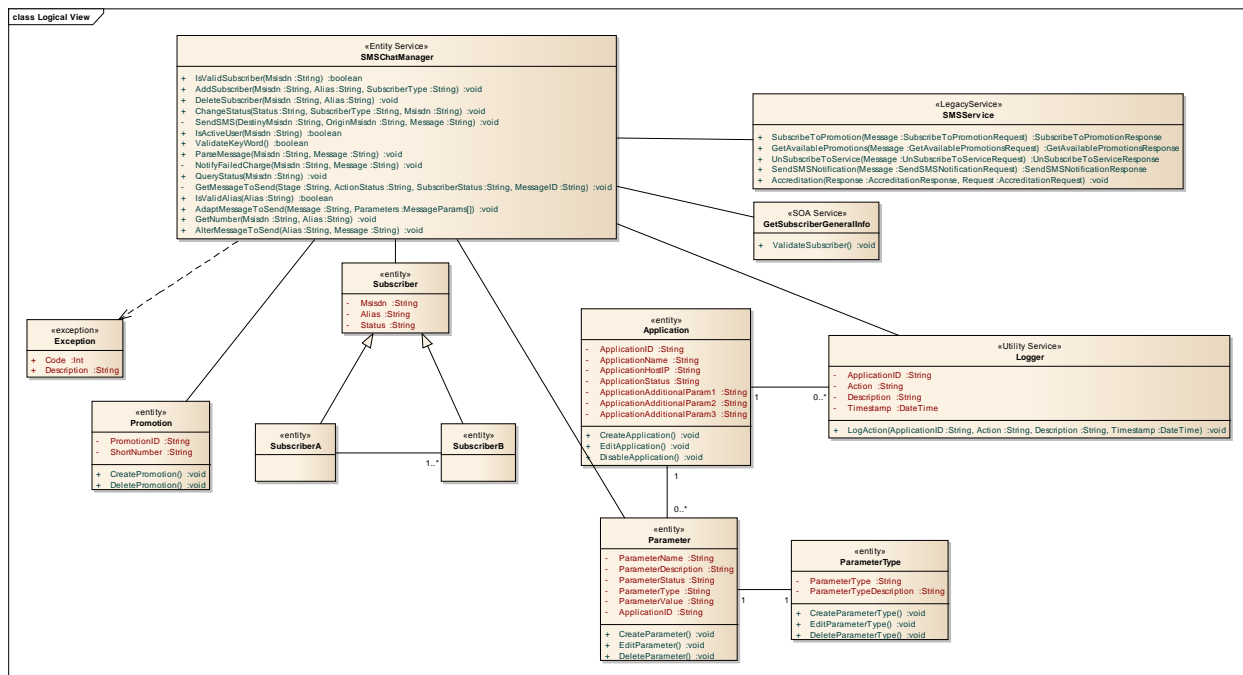 class Logical View
«Entity Service»
SMSChatManager
+ IsValidSubscriber(Msisdn :String) :boolean
+ AddSubscriber(Msisdn :String, Alias :String, SubscriberType :String) :void
+ DeleteSubscriber(Msisdn :String, Alias :String) :void
+ ChangeStatus(Status :String, SubscriberType :String, Msisdn :String) :void
- SendSMS(DestinyMsisdn :String, OriginMsisdn :String, Message :String) :void
+ IsActiveUser(Msisdn :String) :boolean
+ ValidateKeyWord() :boolean
+ ParseMessage(Msisdn :String, Message :String) :void
- NotifyFailedCharge(Msisdn :String, Message :String) :void
+ QueryStatus(Msisdn :String) :void
- GetMessageToSend(Stage :String, ActionStatus :String, SubscriberStatus :String, MessageID :String) :void
+ IsValidAlias(Alias :String) :boolean
+ AdaptMessageToSend(Message :String, Parameters :MessageParams[]) :void
+ GetNumber(Msisdn :String, Alias :String) :void
+ AlterMessageToSend(Alias :String, Message :String) :void
«LegacyService»
SMSService
+ SubscribeToPromotion(Message :SubscribeToPromotionRequest) :SubscribeToPromotionResponse
+ GetAvailablePromotions(Message :GetAvailablePromotionsRequest) :GetAvailablePromotionsResponse
+ UnSubscribeToService(Message :UnSubscribeToServiceRequest) :UnSubscribeToServiceResponse
+ SendSMSNotification(Message :SendSMSNotificationRequest) :SendSMSNotificationResponse
+ Accreditation(Response :AccreditationResponse, Request :AccreditationRequest) :void
«SOA Service»
GetSubscriberGeneralInfo
+ ValidateSubscriber() :void
«entity»
Subscriber
- Msisdn :String
- Alias :String
- Status :String
«exception»
Exception
+ Code :Int
+ Description :String
«entity»
Application
- ApplicationID :String
- ApplicationName :String
- ApplicationHostIP :String
- ApplicationStatus :String
- ApplicationAdditionalParam1 :String
- ApplicationAdditionalParam2 :String
- ApplicationAdditionalParam3 :String
+ CreateApplication() :void
+ EditApplication() :void
+ DisableApplication() :void
«Utility Service»
Logger
- ApplicationID :String
- Action :String
- Description :String
- Timestamp :DateTime
+ LogAction(ApplicationID :String, Action :String, Description :String, Timestamp :DateTime) :void
1
0..*
«entity»
Promotion
- PromotionID :String
- ShortNumber :String
+ CreatePromotion() :void
+ DeletePromotion() :void
«entity»
SubscriberA
«entity»
SubscriberB
1..*
1
0..*
«entity»
Parameter
- ParameterName :String
- ParameterDescription :String
- ParameterStatus :String
- ParameterType :String
- ParameterValue :String
- ApplicationID :String
+ CreateParameter() :void
+ EditParameter() :void
+ DeleteParameter() :void
1
1
«entity»
ParameterType
- ParameterType :String
- ParameterTypeDescription :String
+ CreateParameterType() :void
+ EditParameterType() :void
+ DeleteParameterType() :void